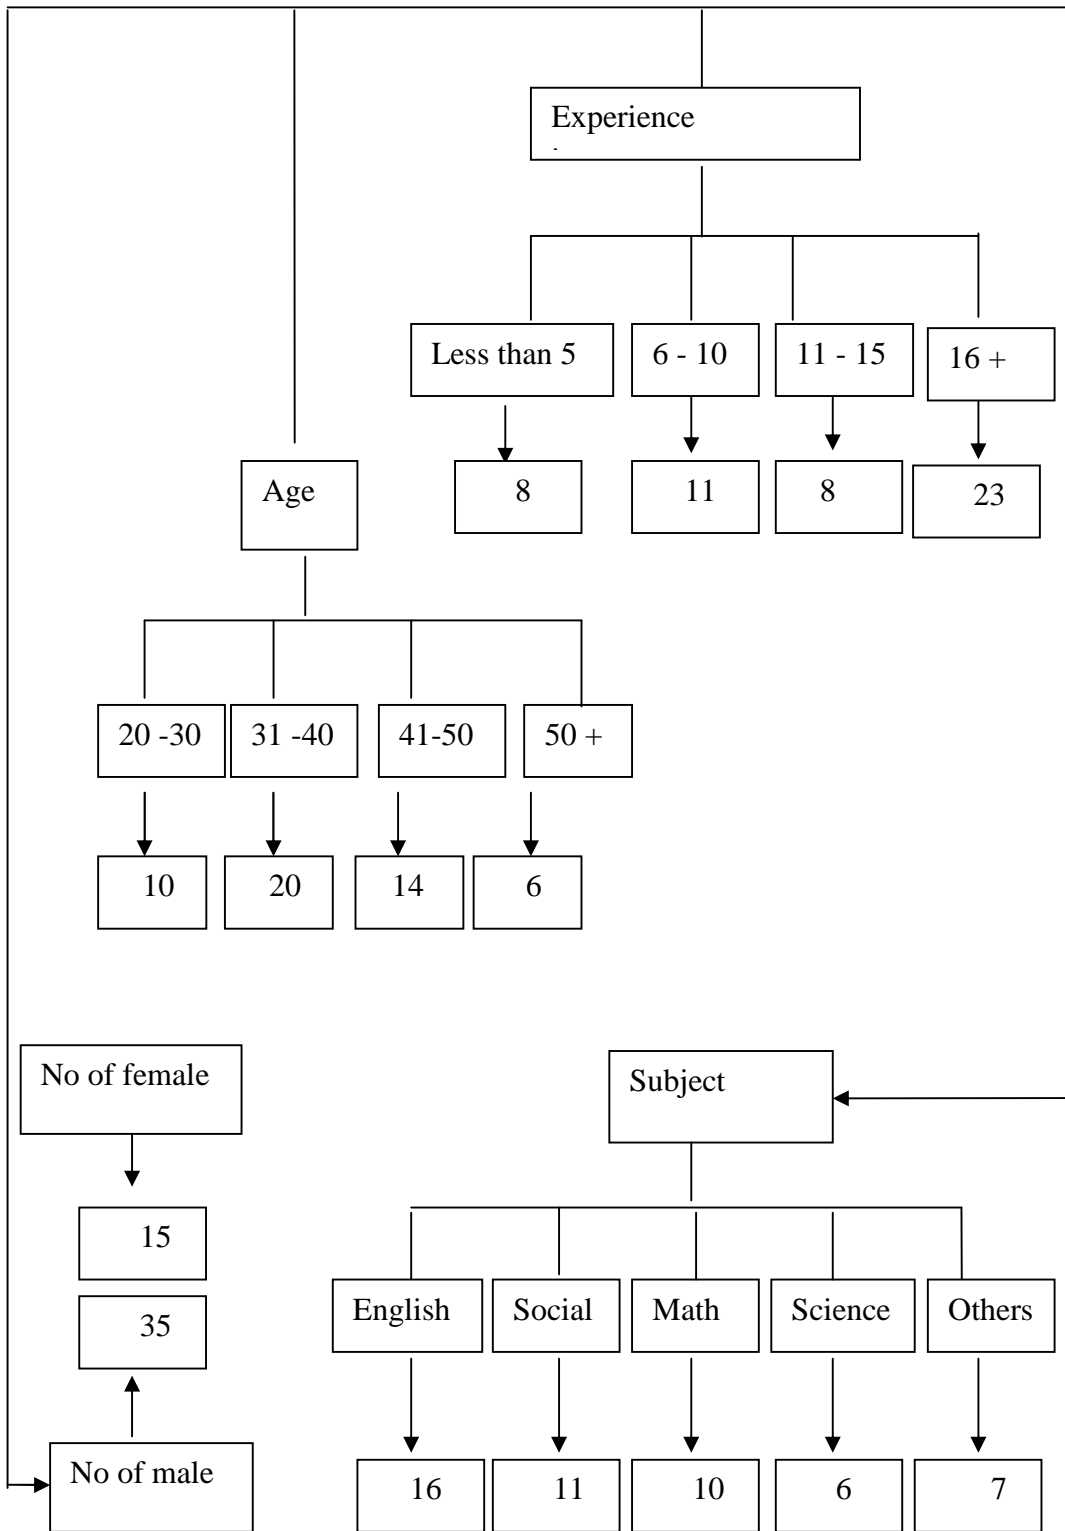 Experience
Less than 5
6 - 10
11 - 15
16 +
8
11
8
23
Age
20 -30
31 -40
41-50
50 +
10
20
14
6
No of female
15
35
No of male
Subject
English
Social
Math
Science
Others
16
11
10
6
7